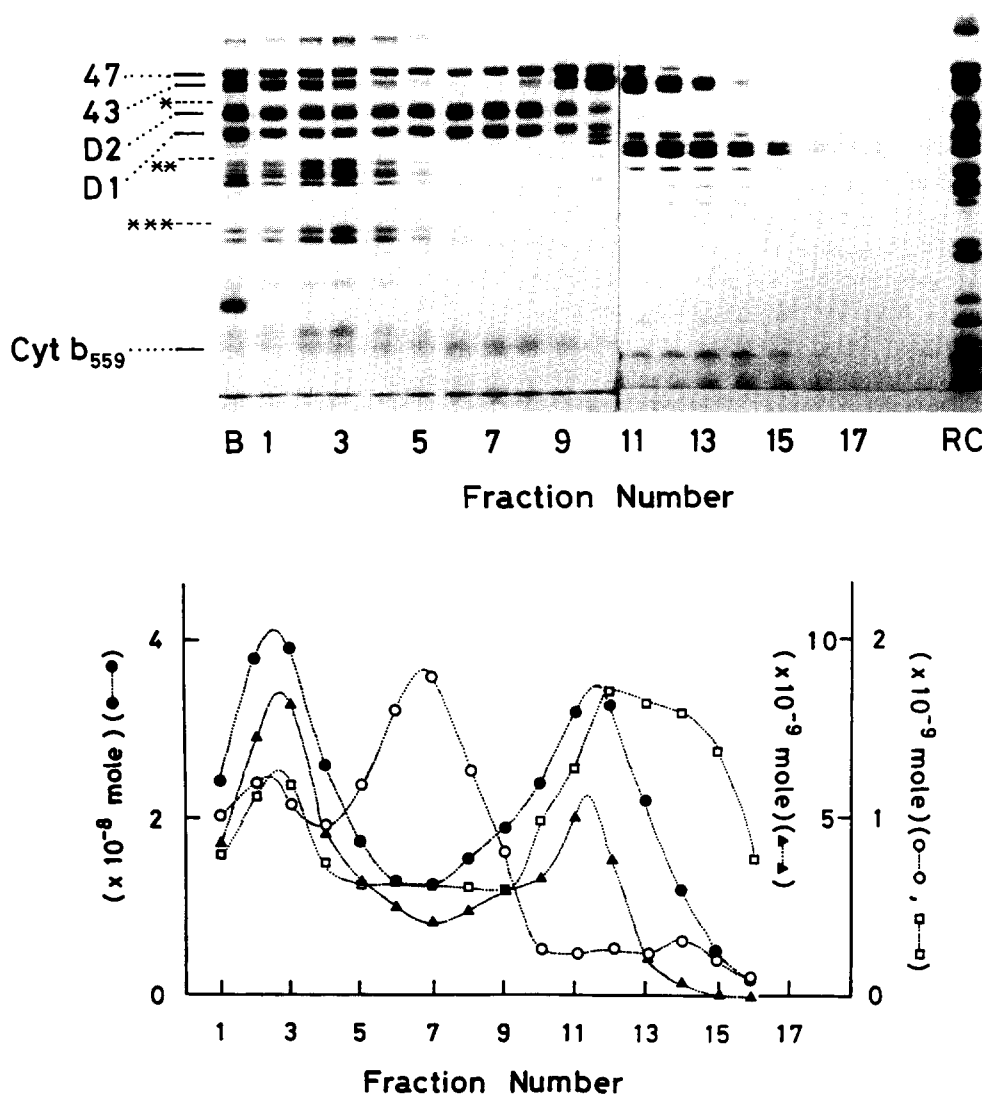 47
43
*
D2
**
D1
***
Cyt b559
B 1 3 5 7 9 11 13 15 17 RC
Fraction Number
4
2
0
(x 10⁻⁸ mole)(●┄●)
10
5
(x10⁻⁹ mole)(▲┄▲)
2
1
0
(x 10⁻⁹ mole)(○┄○, □┄□)
1 3 5 7 9 11 13 15 17
Fraction Number